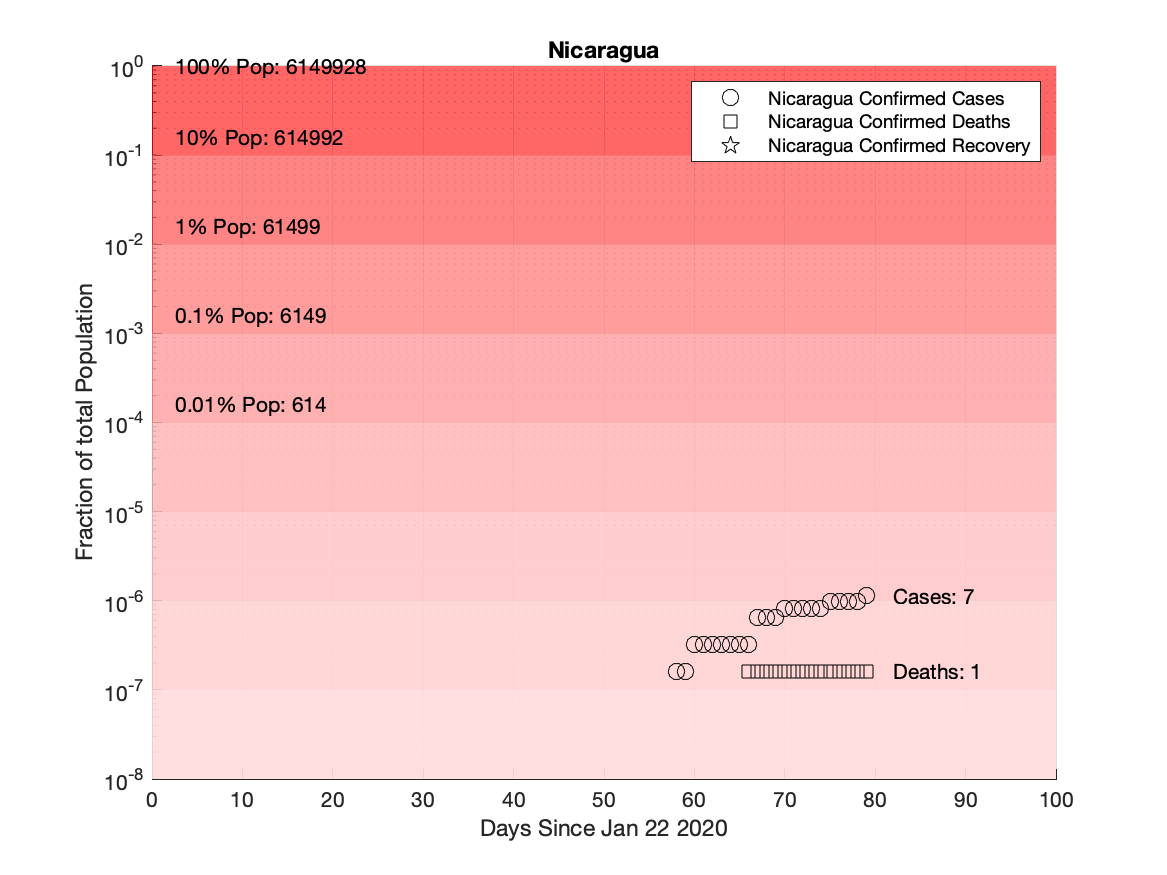 Nicaragua
10^0
100% Pop: 6149928
Nicaragua Confirmed Cases
Nicaragua Confirmed Deaths
Nicaragua Confirmed Recovery
10% Pop: 614992
10^-1
1% Pop: 61499
10^-2
0.1% Pop: 6149
10^-3
0.01% Pop: 614
10^-4
10^-5
10^-6
10^-7
10^-8
Fraction of total Population
Cases: 7
Deaths: 1
0 10 20 30 40 50 60 70 80 90 100
Days Since Jan 22 2020